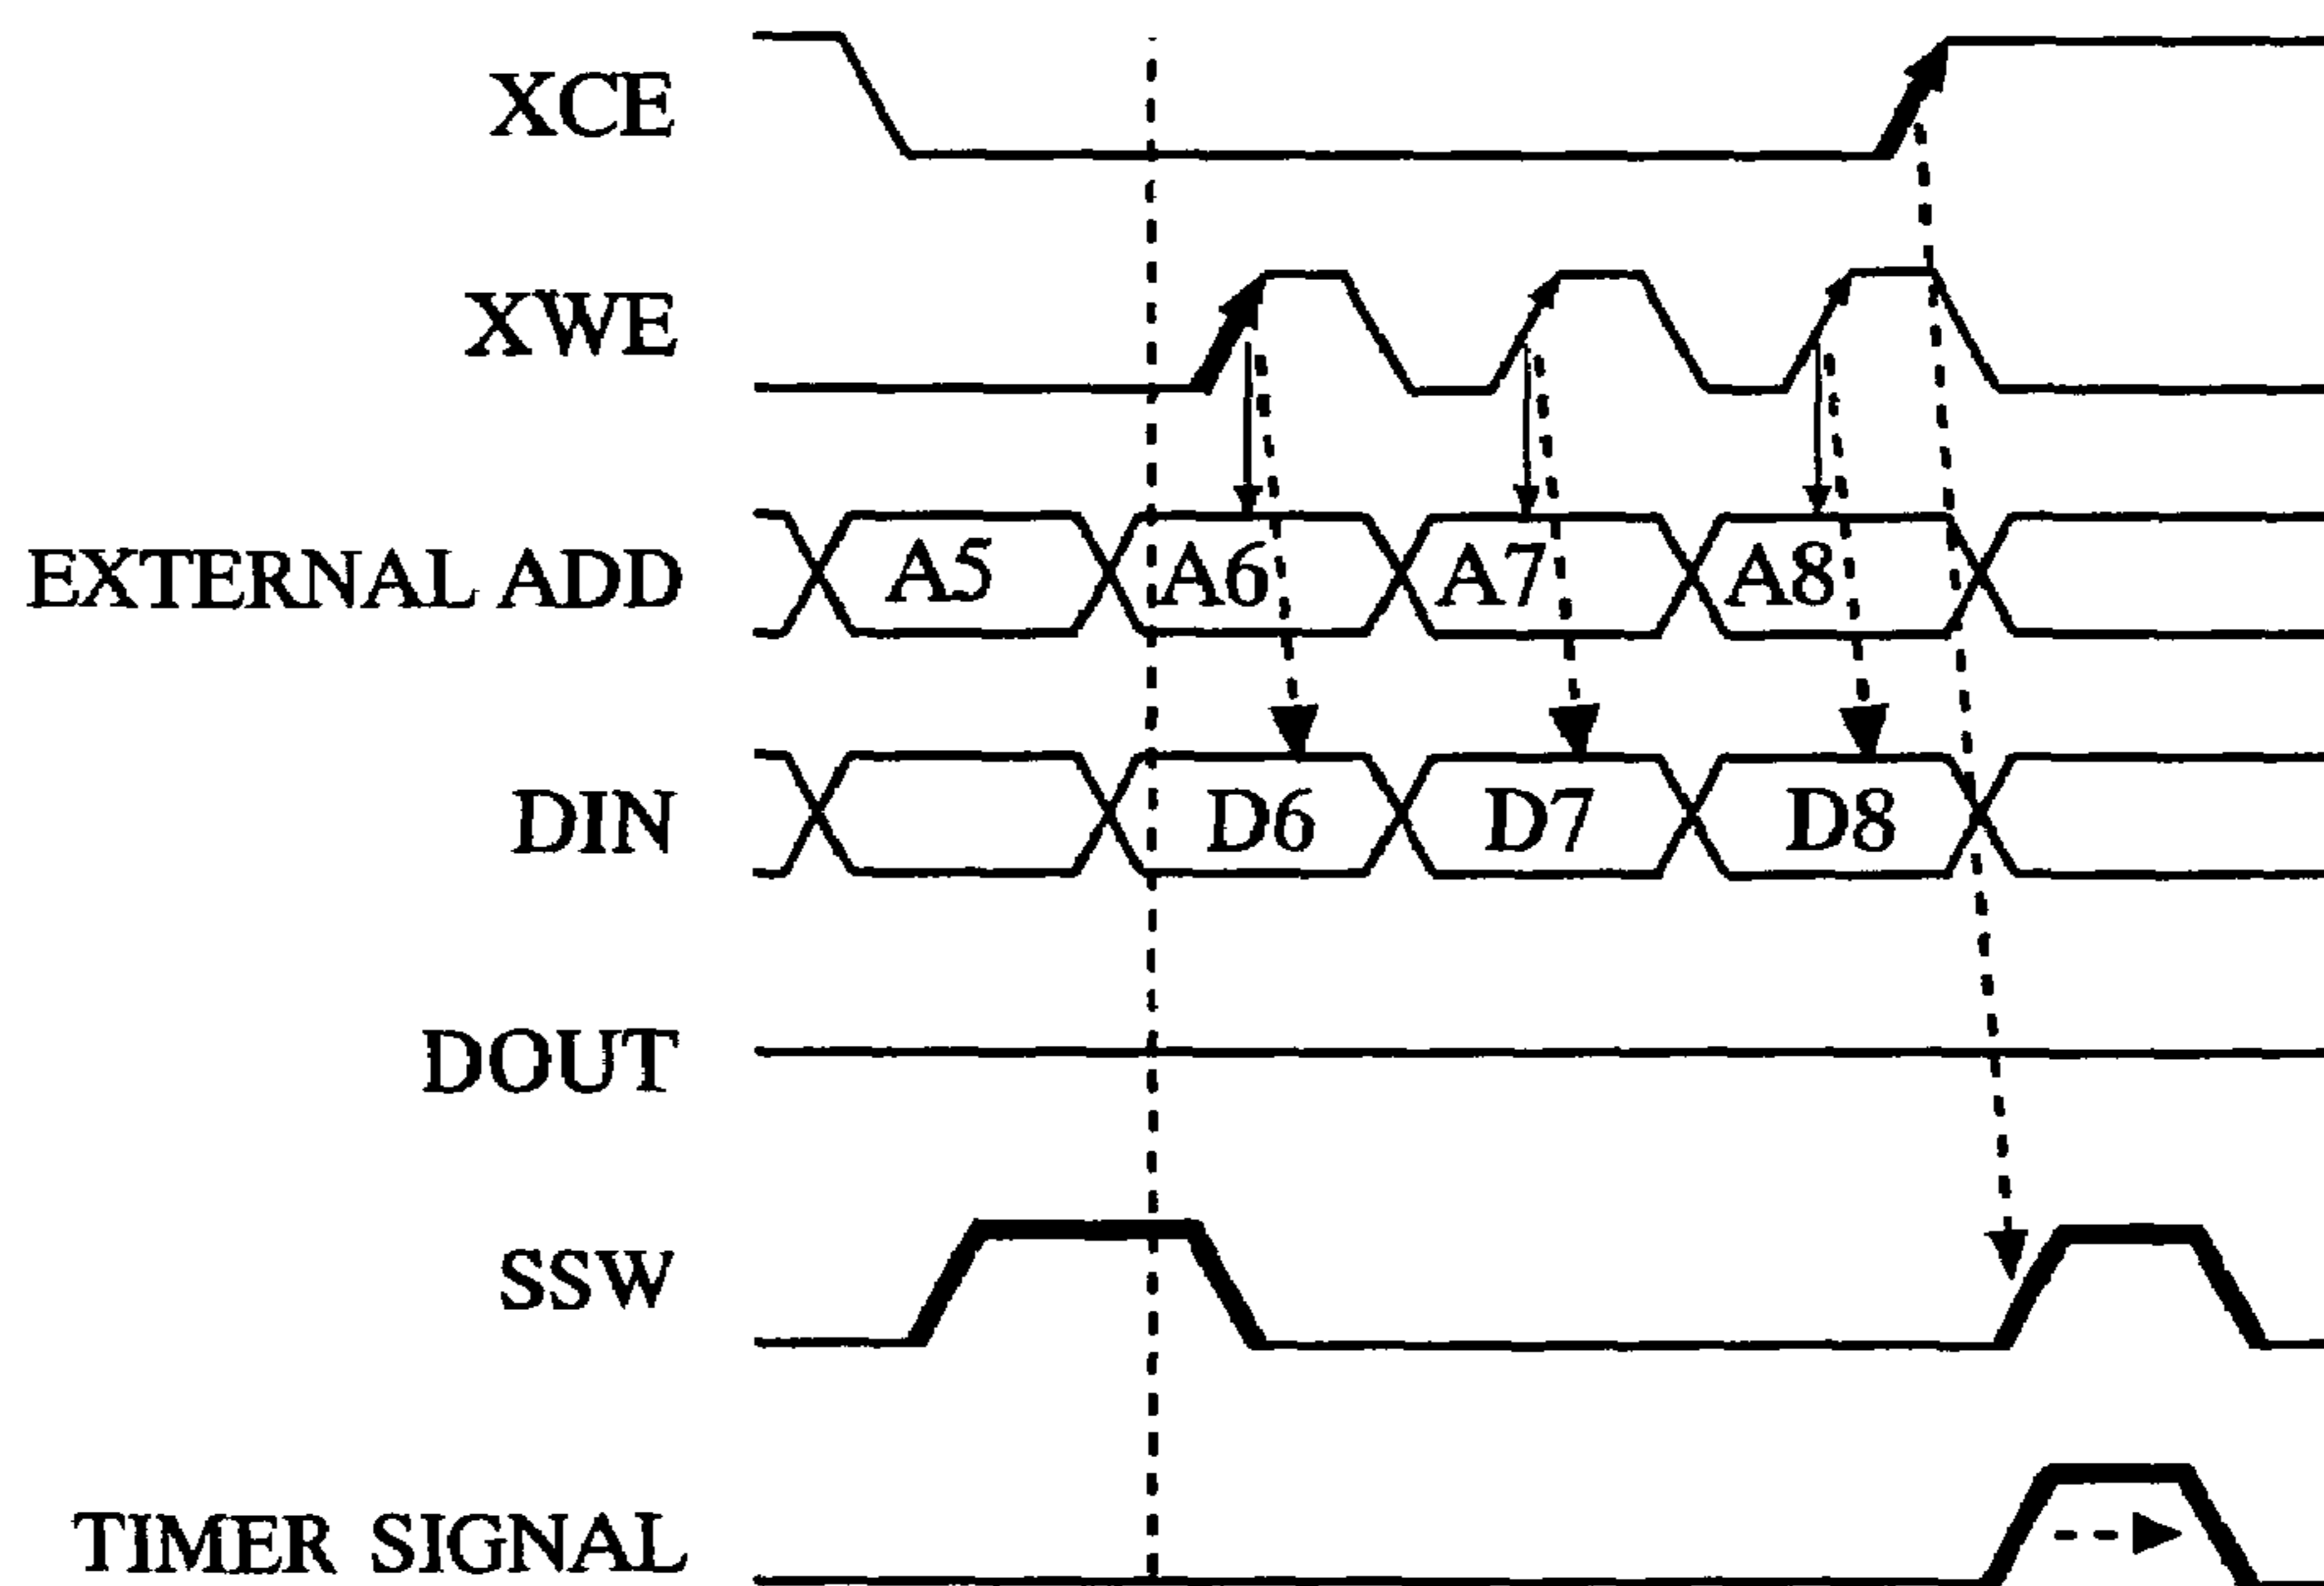 XCE
XWE
EXTERNAL ADD A5 A6 A7 A8
DIN D6 D7 D8
DOUT
SSW
TIMER SIGNAL